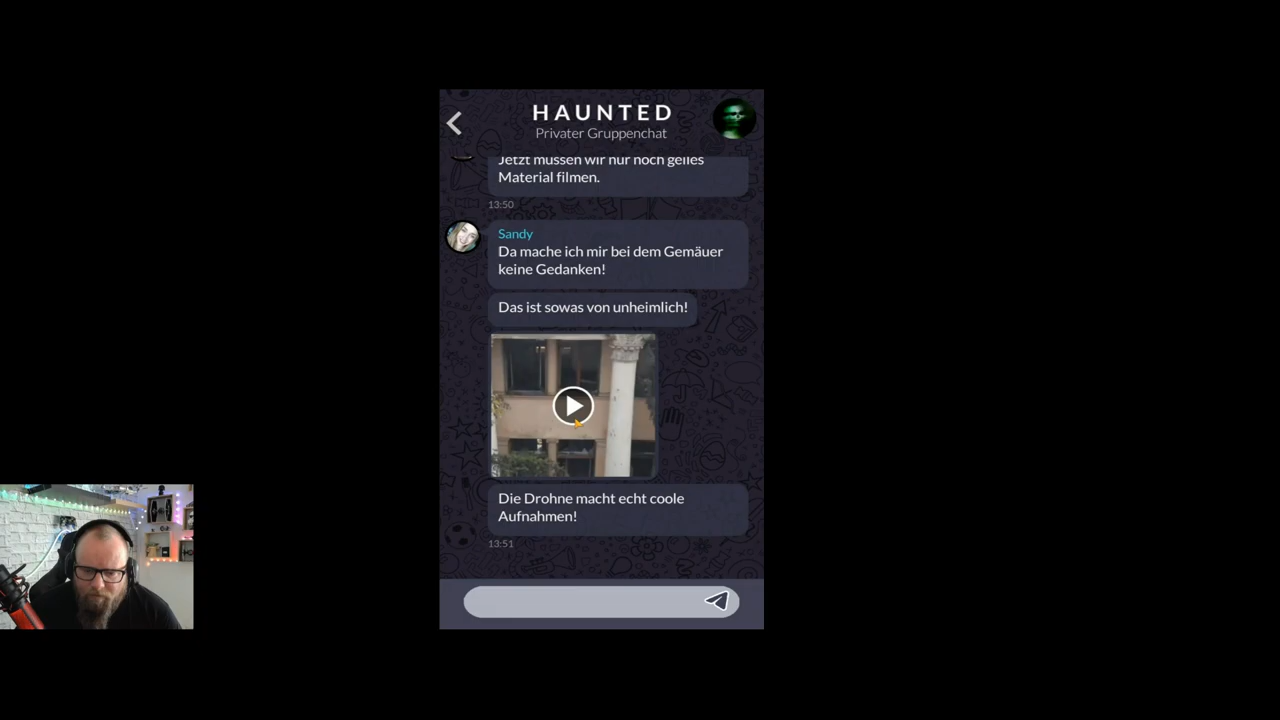 HAUNTED
Privater Gruppenchat
Jetzt müssen wir nur noch geiles
Material filmen.
13:50
Sandy
Da mache ich mir bei dem Gemäuer
keine Gedanken!
Das ist sowas von unheimlich!
Die Drohne macht echt coole
Aufnahmen!
13:51